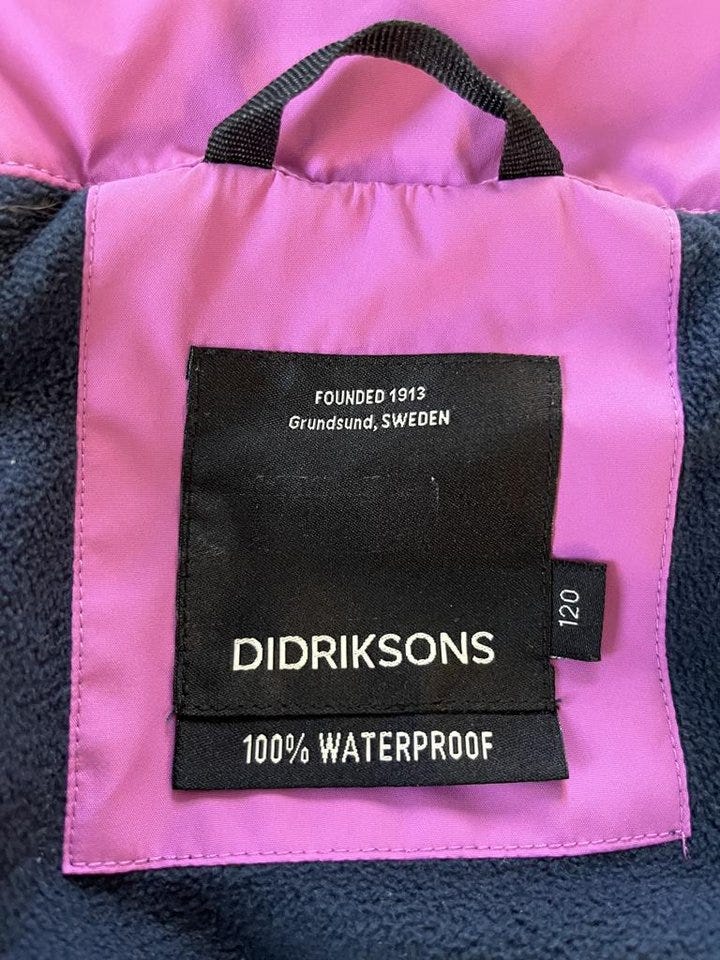 FOUNDED 1913
Grundsund, SWEDEN
DIDRIKSONS
120
100% WATERPROOF